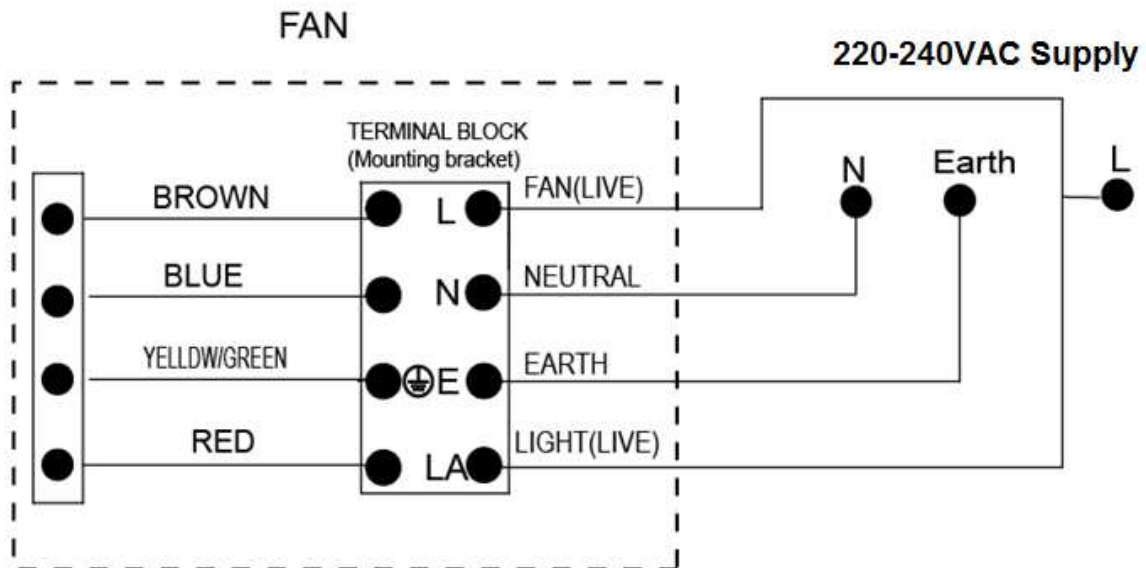 FAN
220-240VAC Supply
TERMINAL BLOCK
(Mounting bracket)
BROWN
L
FAN(LIVE)
N
Earth
L
BLUE
N
NEUTRAL
YELLDW/GREEN
E
EARTH
RED
LA
LIGHT(LIVE)